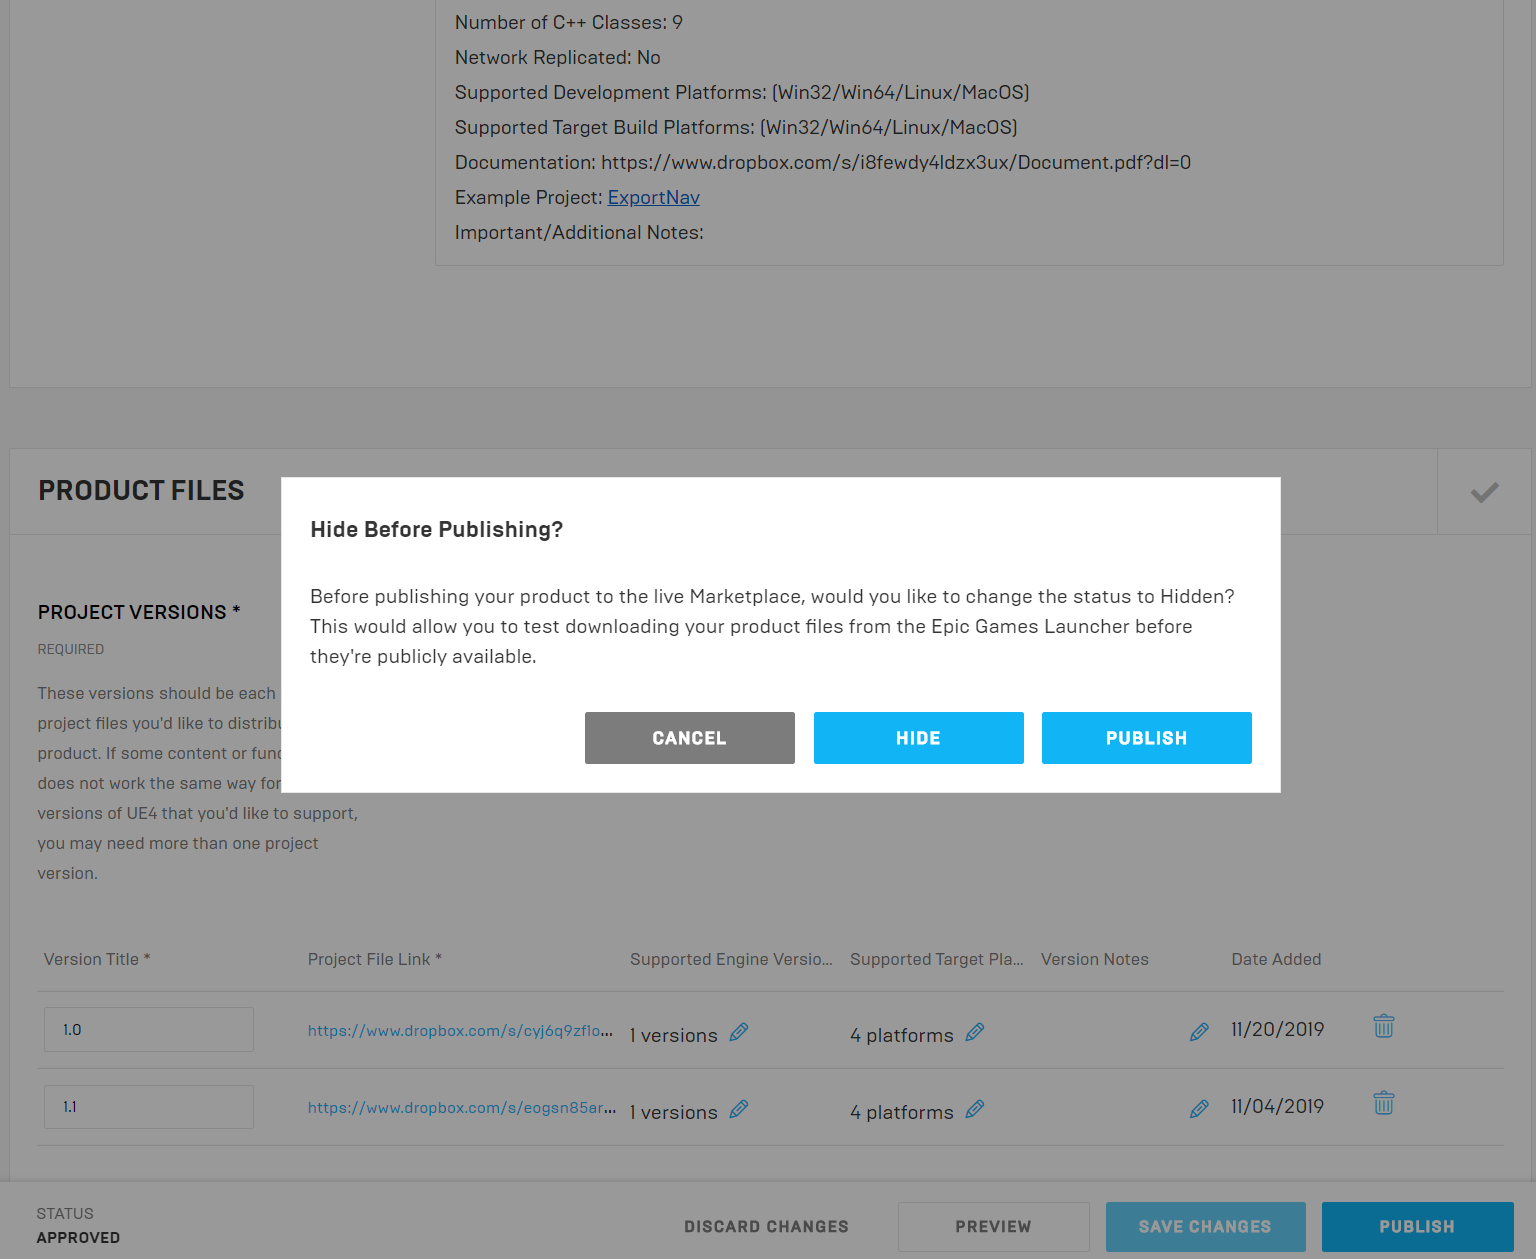 Number of C++ Classes: 9
Network Replicated: No
Supported Development Platforms: (Win32/Win64/Linux/MacOS)
Supported Target Build Platforms: (Win32/Win64/Linux/MacOS)
Documentation: https://www.dropbox.com/s/i8fewdy4ldzx3ux/Document.pdf?dl=0
Example Project: ExportNav
Important/Additional Notes:
PRODUCT FILES
Hide Before Publishing?
Before publishing your product to the live Marketplace, would you like to change the status to Hidden?
This would allow you to test downloading your product files from the Epic Games Launcher before
they're publicly available.
CANCEL HIDE PUBLISH
PROJECT VERSIONS *
REQUIRED
These versions should be each
project files you'd like to distribu
product. If some content or func
does not work the same way for
versions of UE4 that you'd like to support,
you may need more than one project
version.
Version Title * Project File Link * Supported Engine Versio... Supported Target Pla... Version Notes Date Added
1.0 https://www.dropbox.com/s/cyj6q9zf1o... 1 versions 4 platforms 11/20/2019
1.1 https://www.dropbox.com/s/eogsn85ar... 1 versions 4 platforms 11/04/2019
STATUS
APPROVED
DISCARD CHANGES PREVIEW SAVE CHANGES PUBLISH